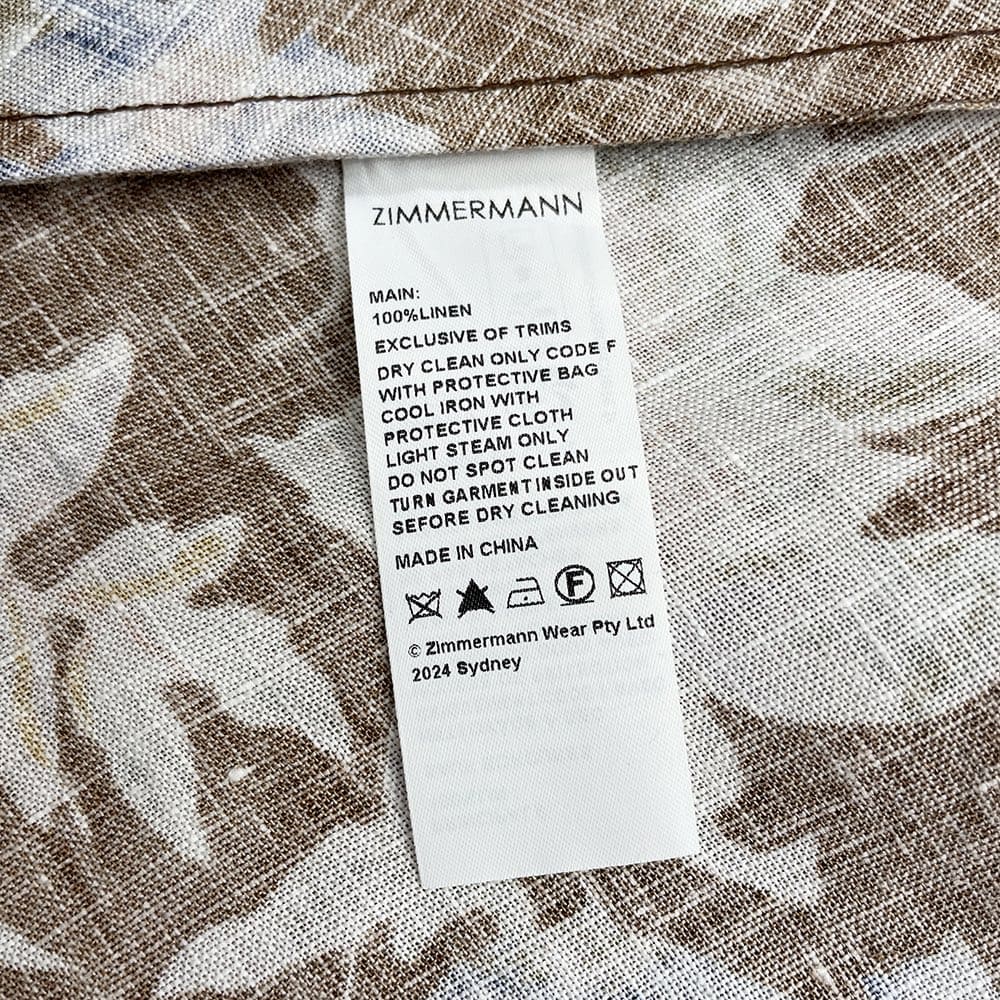 ZIMMERMANN
MAIN:
100%LINEN
EXCLUSIVE OF TRIMS
DRY CLEAN ONLY CODE F
WITH PROTECTIVE BAG
COOL IRON WITH
PROTECTIVE CLOTH
LIGHT STEAM ONLY
DO NOT SPOT CLEAN
TURN GARMENT INSIDE OUT
SEFORE DRY CLEANING
MADE IN CHINA
F
© Zimmermann Wear Pty Ltd
2024 Sydney